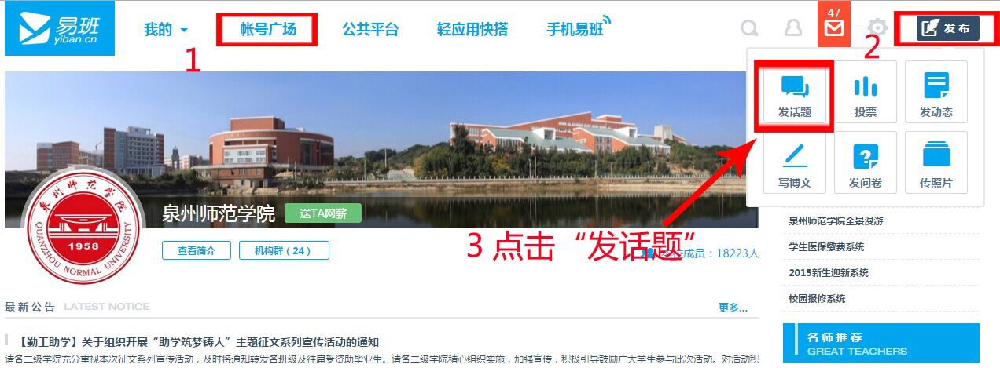 易班
yiban.cn
我的
帐号广场
公共平台
轻应用快搭
手机易班
47
发布
1
2
发话题
投票
发动态
写博文
发问卷
传照片
泉州师范学院
QUANZHOU NORMAL UNIVERSITY
1958
泉州师范学院
送TA网薪
查看简介
机构群（24）
3 点击“发话题”
成员：18223人
泉州师范学院全景漫游
学生医保缴费系统
2015新生迎新系统
校园报修系统
最新公告 LATEST NOTICE
更多...
【勤工助学】关于组织开展“助学筑梦铸人”主题征文系列宣传活动的通知
请各二级学院充分重视本次征文系列宣传活动，及时将通知转发各班级及往届受资助毕业生。请各二级学院精心组织实施，加强宣传，积极引导鼓励广大学生参与此次活动。对活动积
名师推荐
GREAT TEACHERS